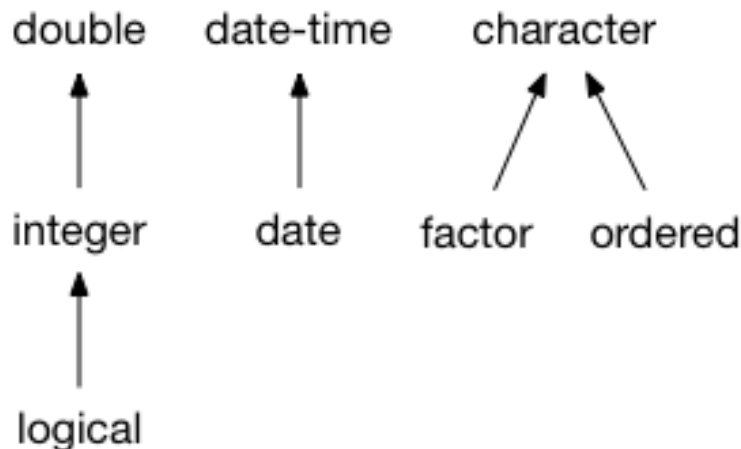 double date-time character
integer date factor ordered
logical